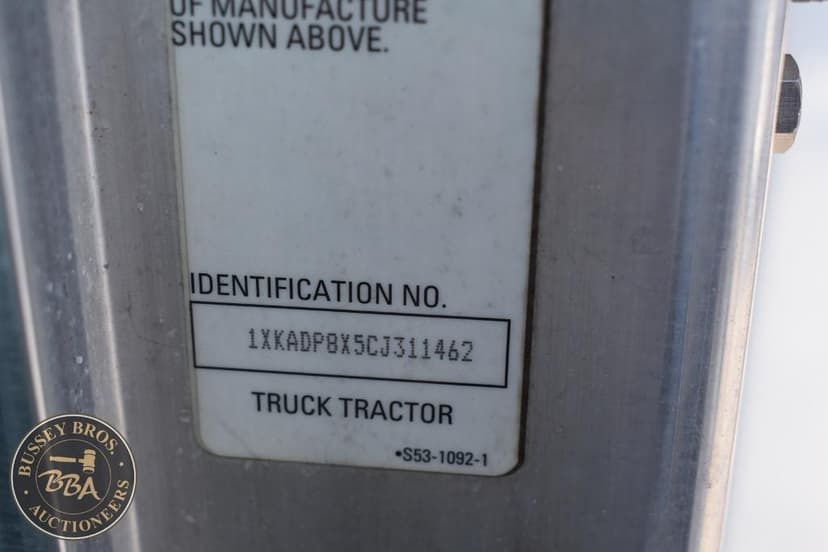 OF MANUFACTURE
SHOWN ABOVE.
IDENTIFICATION NO.
1XKADP8X5CJ311462
TRUCK TRACTOR
•S53-1092-1
BUSSEY BROS.
BBA
AUCTIONEERS